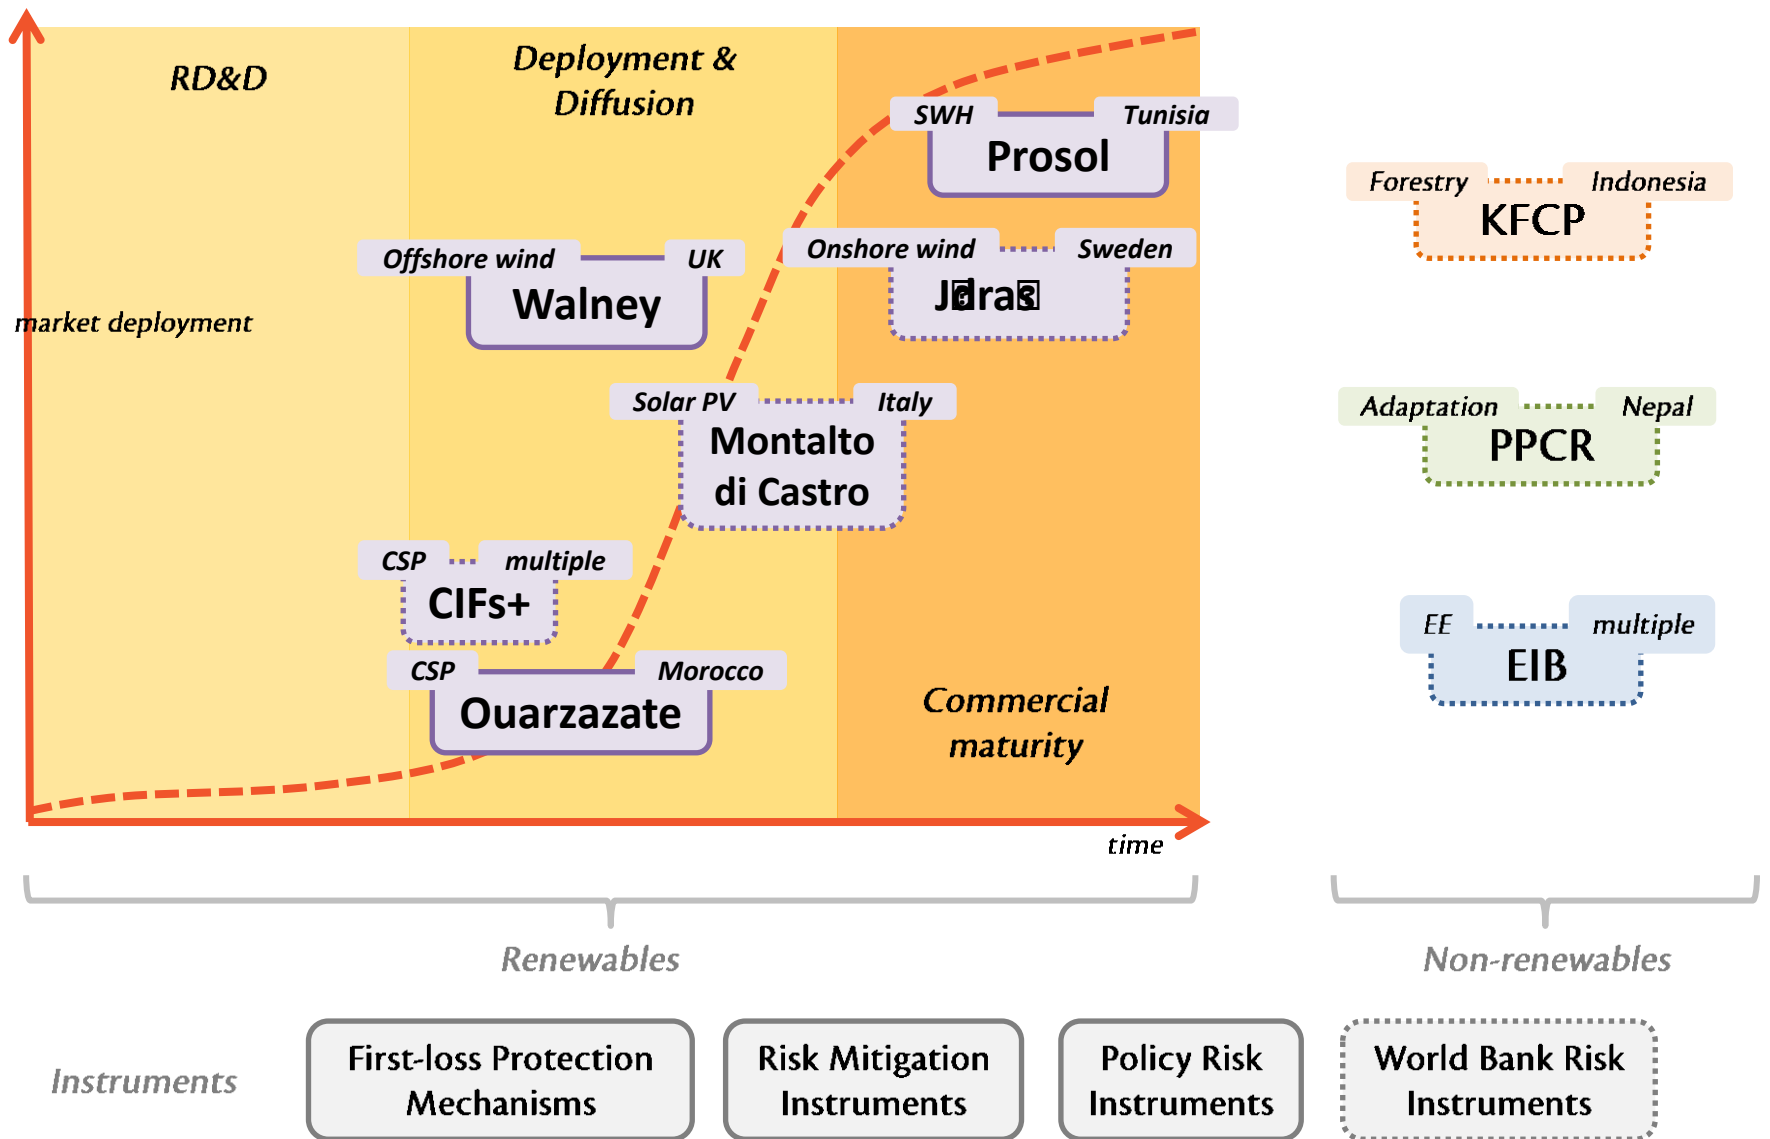 RD&D
Deployment &
Diffusion
SWH
Tunisia
Prosol
Forestry
Indonesia
KFCP
Offshore wind
UK
Walney
Onshore wind
Sweden
market deployment
Solar PV
Italy
Montalto
di Castro
Adaptation
Nepal
PPCR
CSP
multiple
CIFs+
EE
multiple
EIB
CSP
Morocco
Ouarzazate
Commercial
maturity
time
Renewables
Non-renewables
Instruments
First-loss Protection
Mechanisms
Risk Mitigation
Instruments
Policy Risk
Instruments
World Bank Risk
Instruments